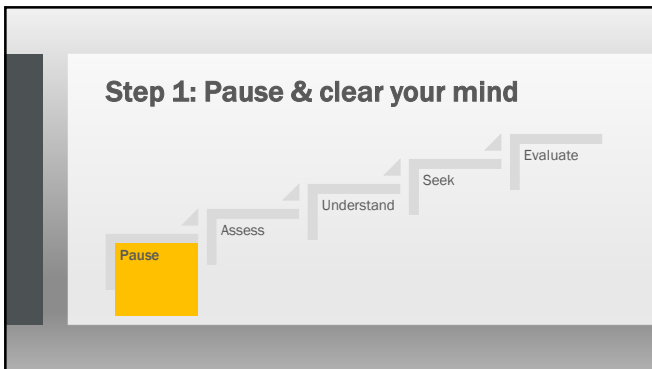 Step 1: Pause & clear your mind
Pause
Assess
Understand
Seek
Evaluate